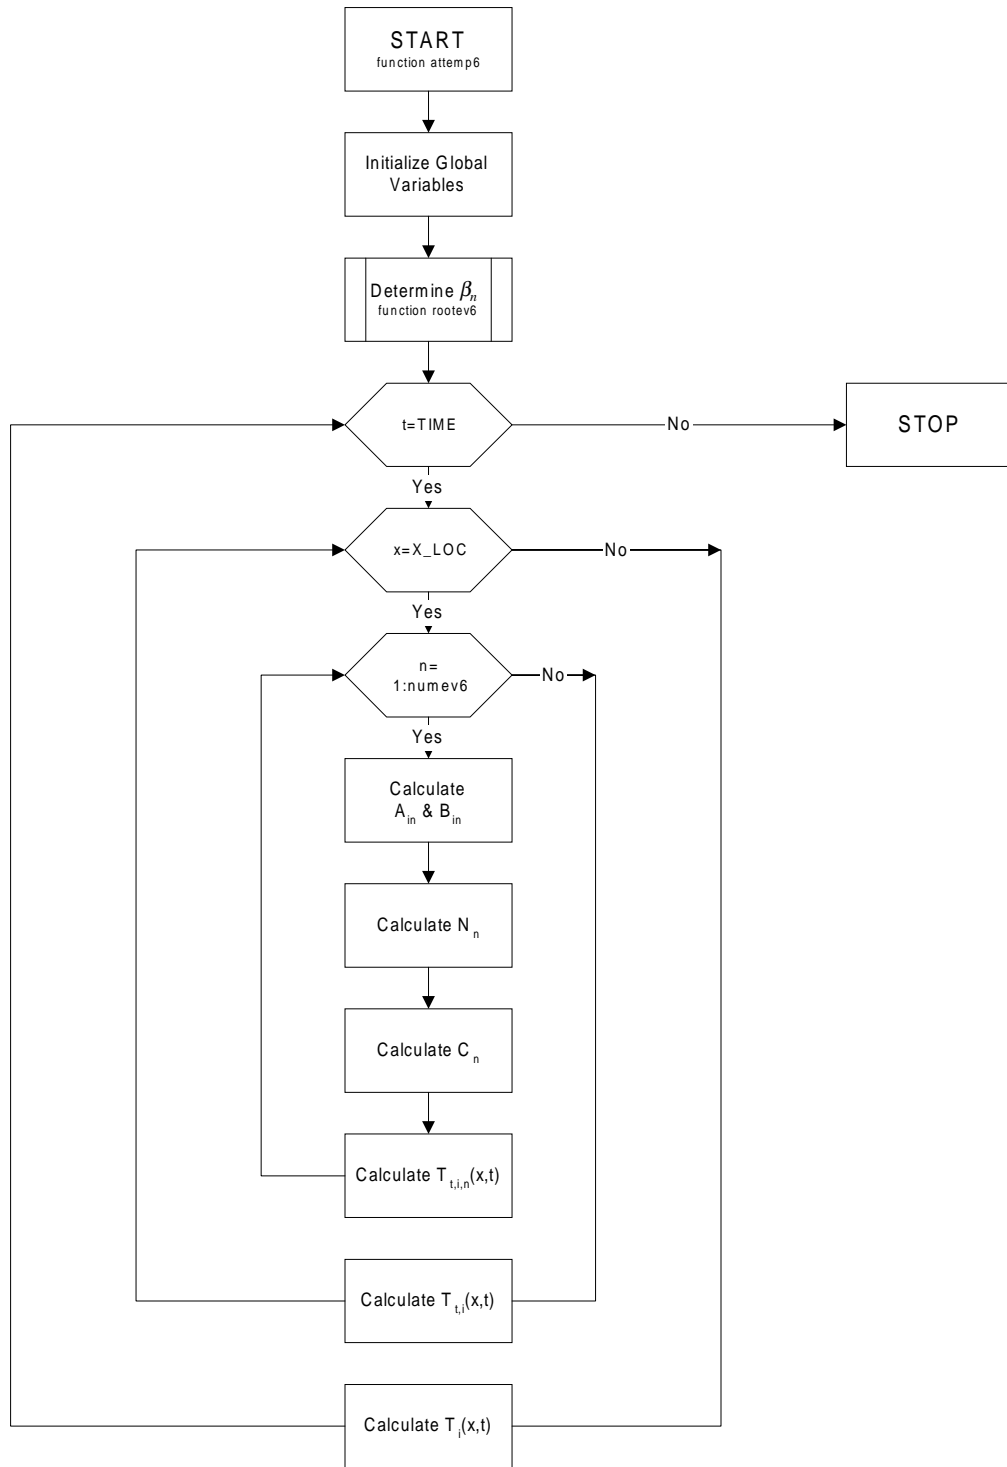 START
function attemp6
Initialize Global
Variables
Determine βn
function rootev6
t=TIME
No
STOP
Yes
x=X_LOC
No
Yes
n=
1:numev6
No
Yes
Calculate
Ain & Bin
Calculate Nn
Calculate Cn
Calculate Tt,i,n(x,t)
Calculate Tt,i(x,t)
Calculate Ti(x,t)